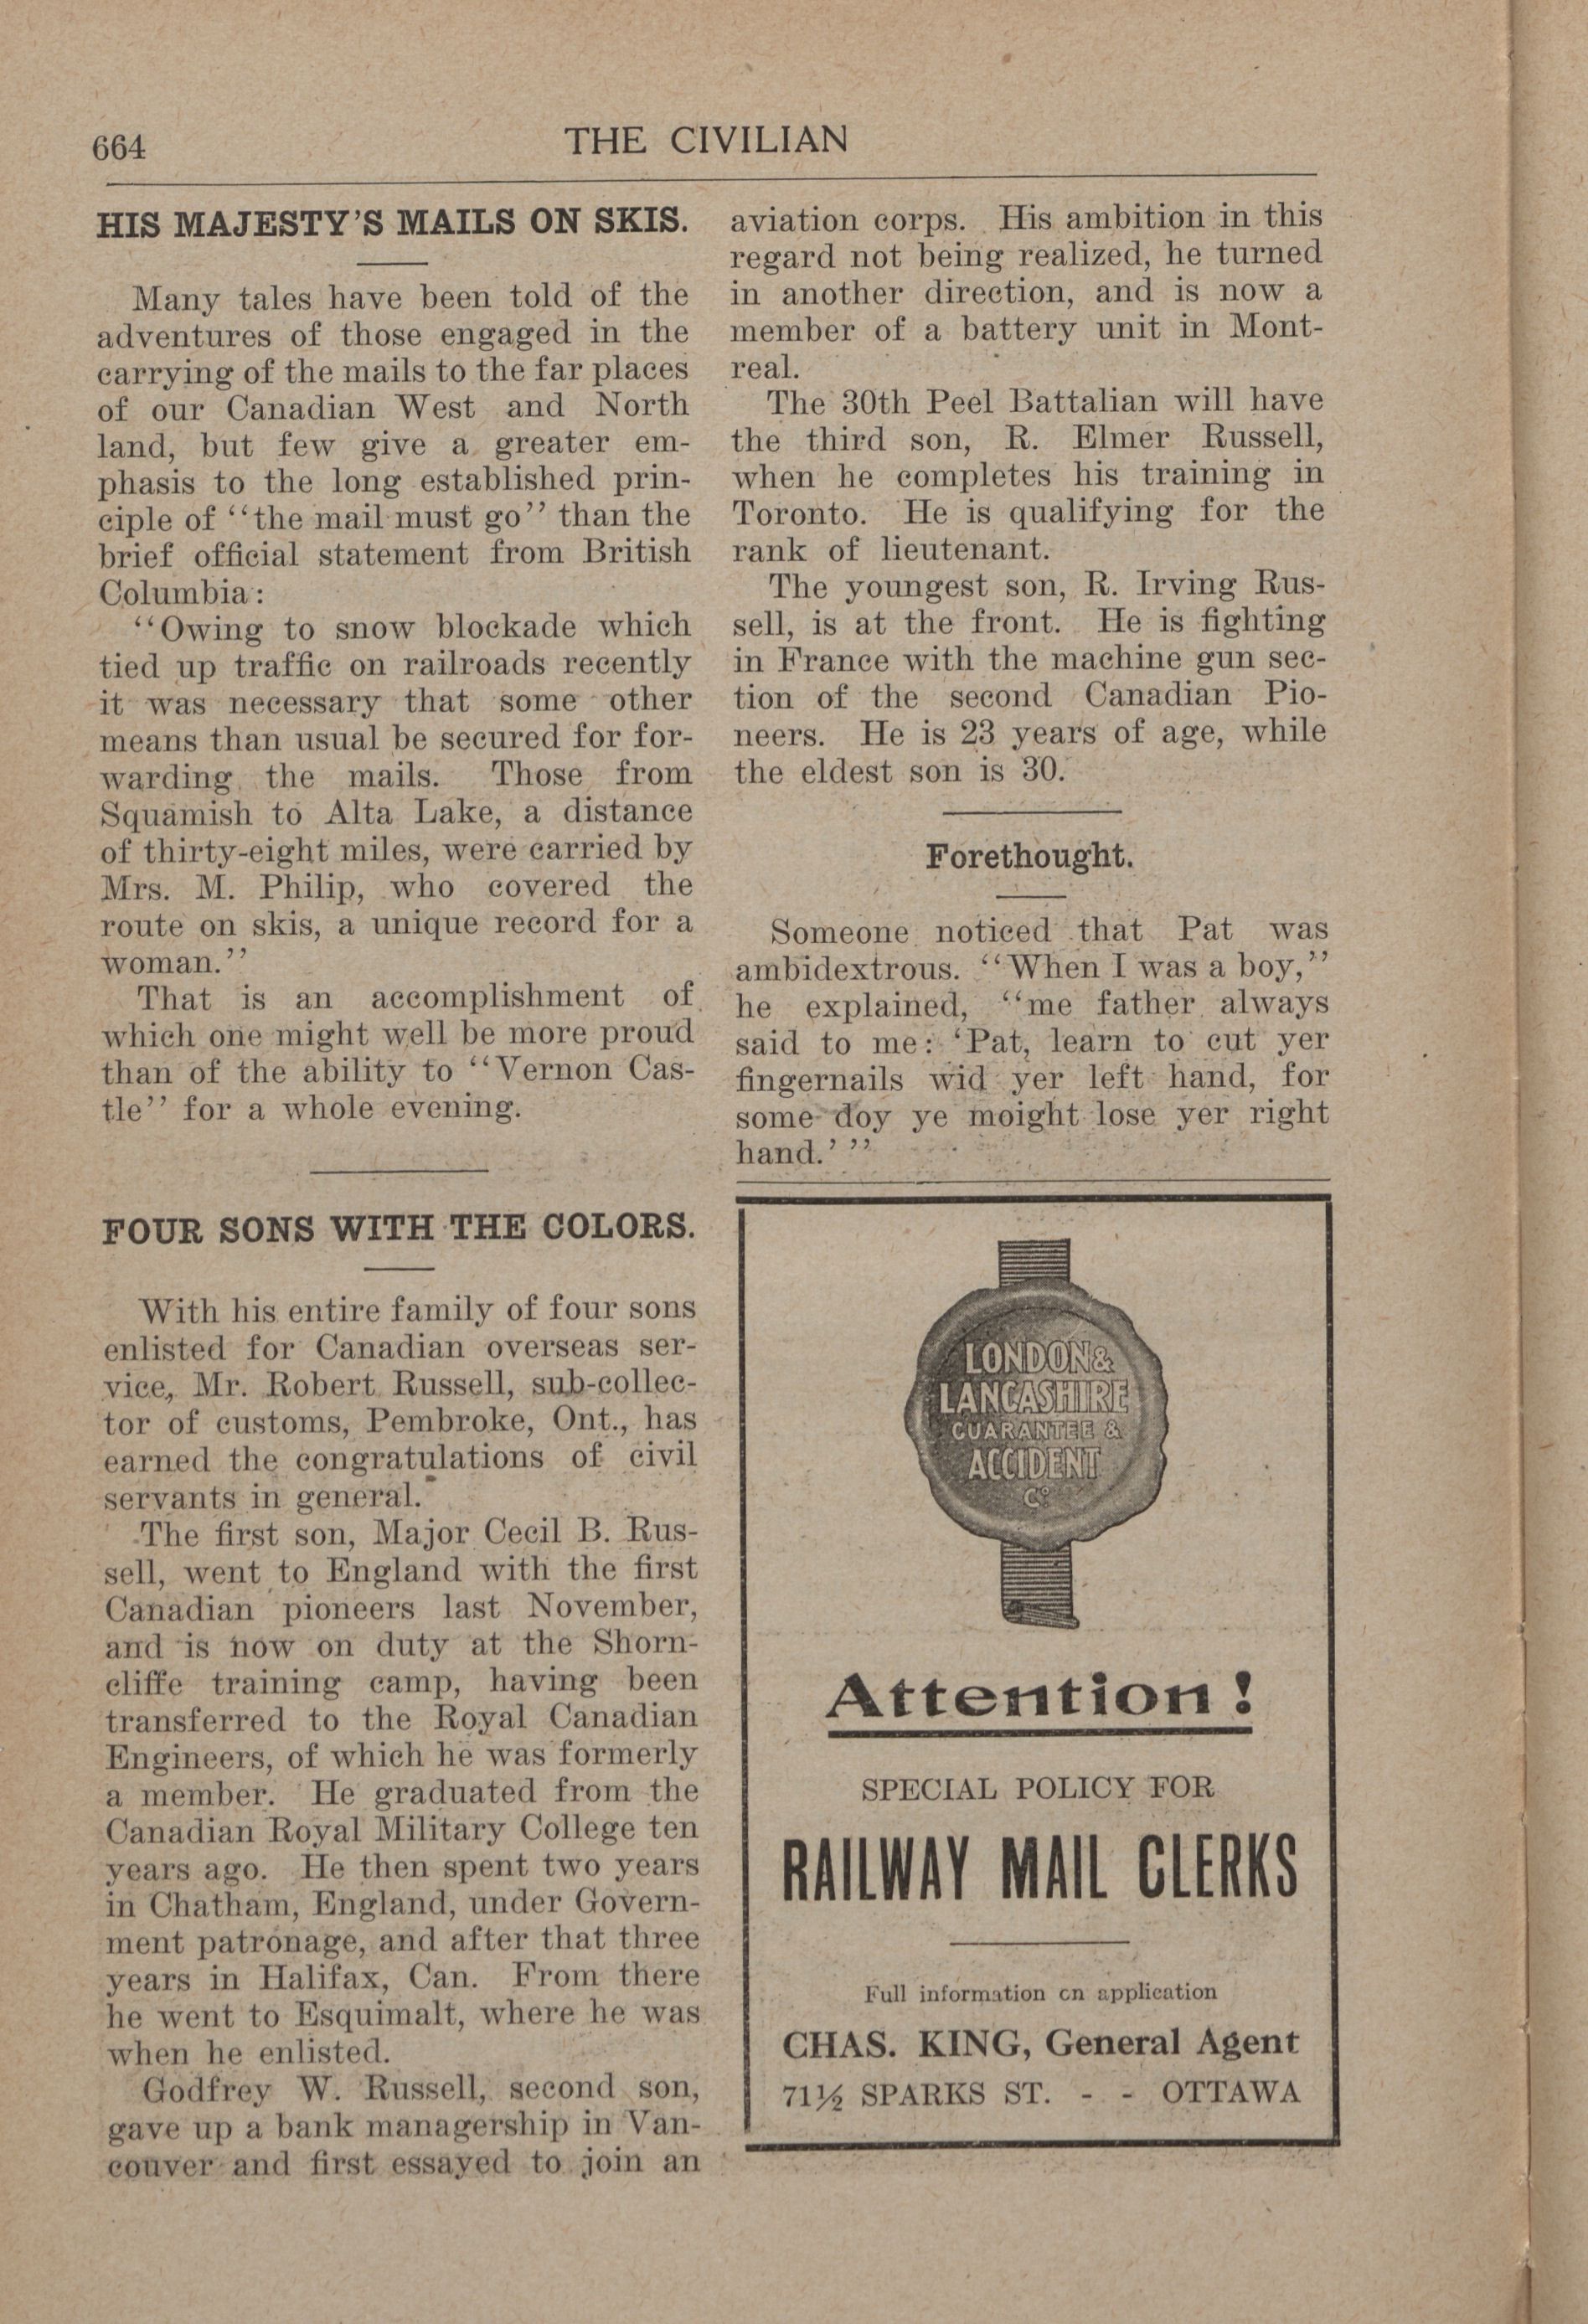 664
THE CIVILIAN
HIS MAJESTY'S MAILS ON SKIS.
Many tales have been told of the
adventures of those engaged in the
carrying of the mails to the far places
of our Canadian West and North
land, but few give a greater em-
phasis to the long established prin-
ciple of "the mail must go" than the
brief official statement from British
Columbia:
"Owing to snow blockade which
tied up traffic on railroads recently
it was necessary that some other
means than usual be secured for for-
warding the mails. Those from
Squamish to Alta Lake, a distance
of thirty-eight miles, were carried by
Mrs. M. Philip, who covered the
route on skis, a unique record for a
woman."
That is an accomplishment of
which one might well be more proud
than of the ability to "Vernon Cas-
tle" for a whole evening.
FOUR SONS WITH THE COLORS.
With his entire family of four sons
enlisted for Canadian overseas ser-
vice, Mr. Robert Russell, sub-collec-
tor of customs, Pembroke, Ont., has
earned the congratulations of civil
servants in general.
The first son, Major Cecil B. Rus-
sell, went to England with the first
Canadian pioneers last November,
and is now on duty at the Shorn-
cliffe training camp, having been
transferred to the Royal Canadian
Engineers, of which he was formerly
a member. He graduated from the
Canadian Royal Military College ten
years ago. He then spent two years
in Chatham, England, under Govern-
ment patronage, and after that three
years in Halifax, Can. From there
he went to Esquimalt, where he was
when he enlisted.
Godfrey W. Russell, second son,
gave up a bank managership in Van-
couver and first essayed to join an
aviation corps. His ambition in this
regard not being realized, he turned
in another direction, and is now a
member of a battery unit in Mont-
real.
The 30th Peel Battalian will have
the third son, R. Elmer Russell,
when he completes his training in
Toronto. He is qualifying for the
rank of lieutenant.
The youngest son, R. Irving Rus-
sell, is at the front. He is fighting
in France with the machine gun sec-
tion of the second Canadian Pio-
neers. He is 23 years of age, while
the eldest son is 30.
Forethought.
Someone noticed that Pat was
ambidextrous. "When I was a boy,"
he explained, "me father always
said to me: 'Pat, learn to cut yer
fingernails wid yer left hand, for
some doy ye moight lose yer right
hand.' "
LONDON &
LANCASHIRE
GUARANTEE &
ACCIDENT
Co
Attention!
SPECIAL POLICY FOR
RAILWAY MAIL CLERKS
Full information cn application
CHAS. KING, General Agent
71½ SPARKS ST. - - OTTAWA